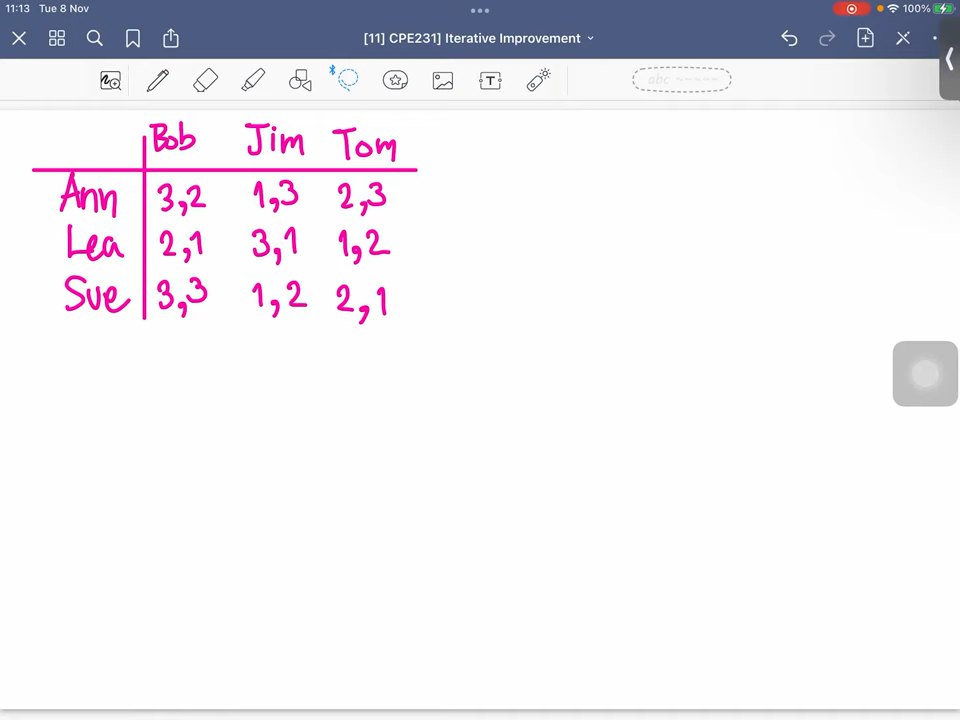 11:13 Tue 8 Nov 100%
[11] CPE231] Iterative Improvement
T
Bob Jim Tom
Ann 3,2 1,3 2,3
Lea 2,1 3,1 1,2
Sue 3,3 1,2 2,1